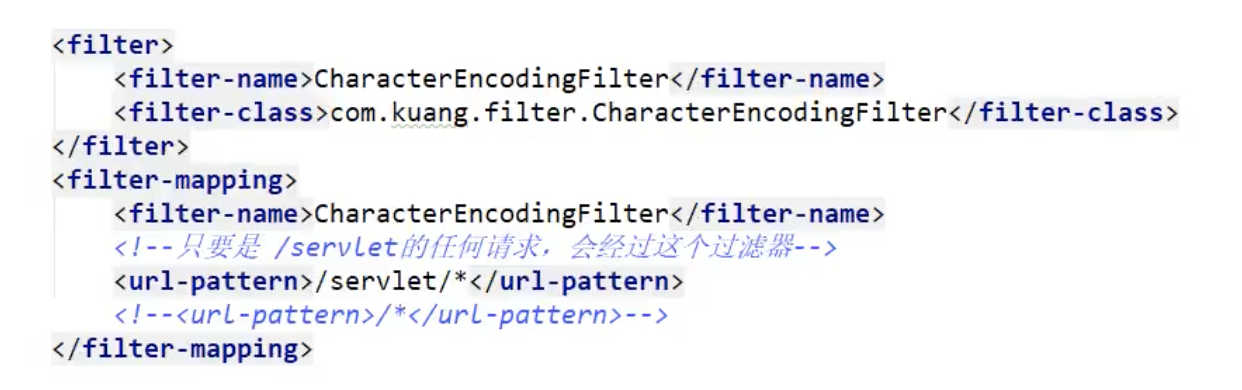 <filter>
    <filter-name>CharacterEncodingFilter</filter-name>
    <filter-class>com.kuang.filter.CharacterEncodingFilter</filter-class>
</filter>
<filter-mapping>
    <filter-name>CharacterEncodingFilter</filter-name>
    <!--只要是 /servlet的任何请求，会经过这个过滤器-->
    <url-pattern>/servlet/*</url-pattern>
    <!--<url-pattern>/*</url-pattern>-->
</filter-mapping>